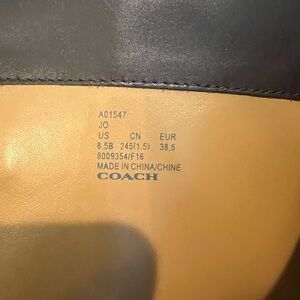 A01547
JO
US CN EUR
8.5B 245(1.5) 38.5
8009354/F16
MADE IN CHINA/CHINE
COACH